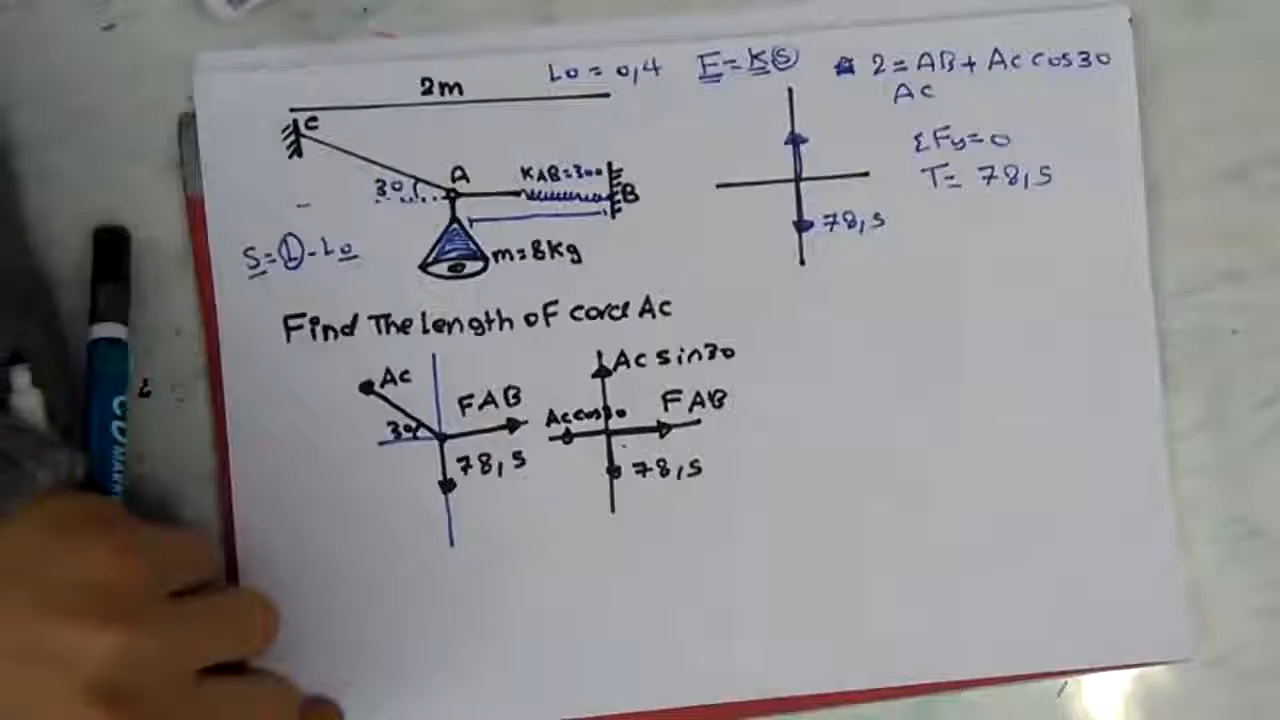 Lo = 0,4 F=KS 2 = AB + Ac cos30
2m
Ac
C
ΣFy=0
A KAB=300
T= 78,5
30 B
78,5
S=L-Lo
m=8Kg
Find The length of cord Ac
Ac sin30
Ac
FAB Ac cos30 FAB
30
78,5 78,5